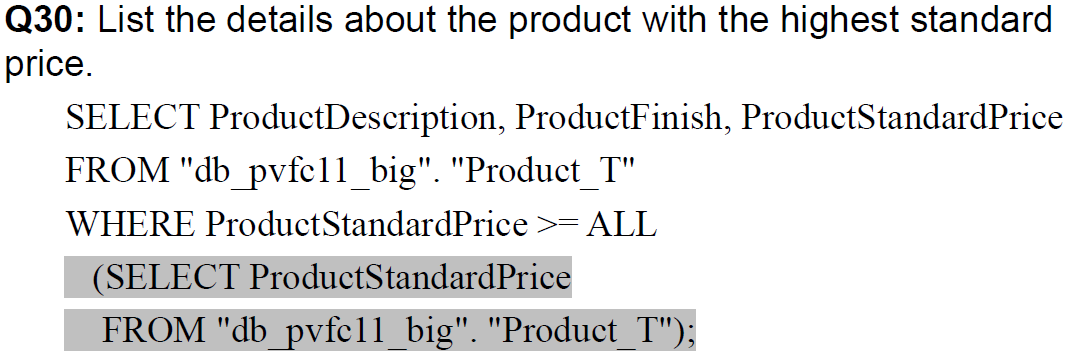 Q30: List the details about the product with the highest standard
price.
SELECT ProductDescription, ProductFinish, ProductStandardPrice
FROM "db_pvfc11_big". "Product_T"
WHERE ProductStandardPrice >= ALL
(SELECT ProductStandardPrice
FROM "db_pvfc11_big". "Product_T");